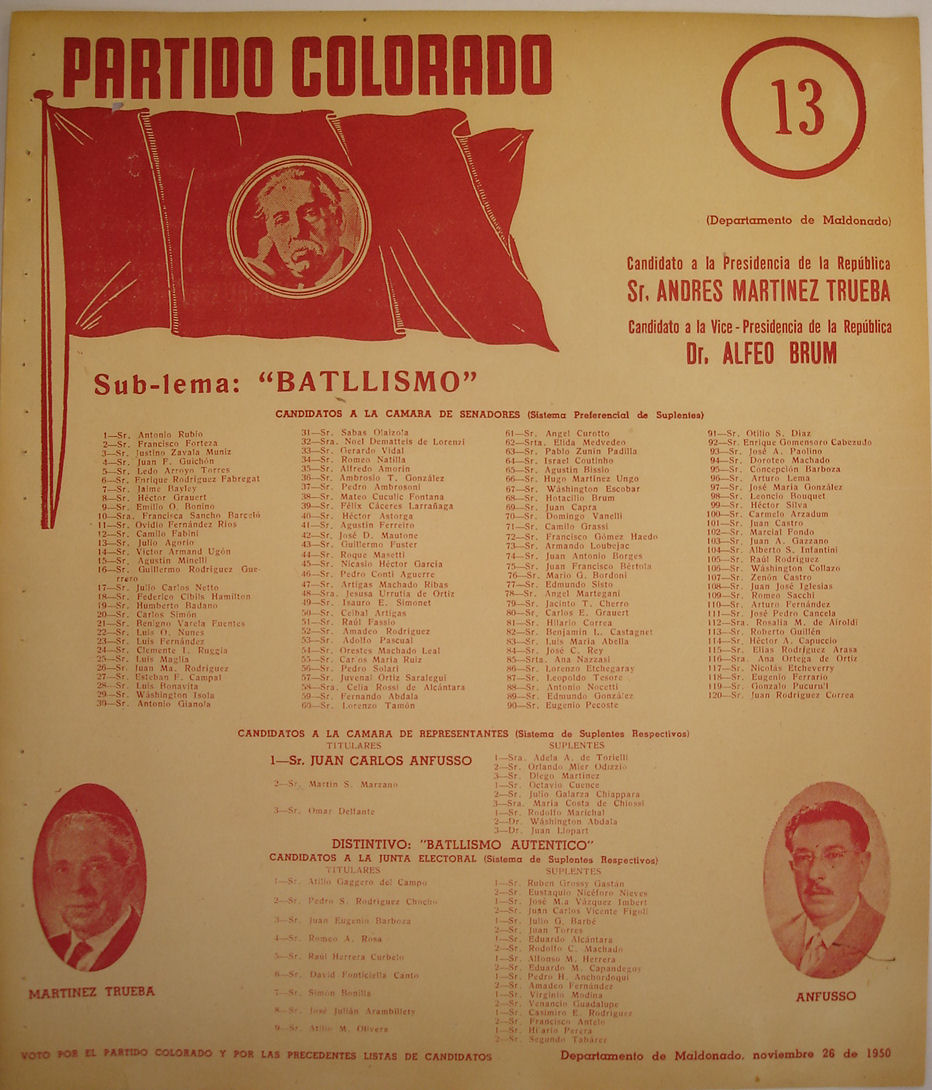 PARTIDO COLORADO
13
(Departamento de Maldonado)
Candidato a la Presidencia de la República
Sr. ANDRES MARTINEZ TRUEBA
Candidato a la Vice-Presidencia de la República
Dr. ALFEO BRUM
Sub-lema: "BATLLISMO"
CANDIDATOS A LA CAMARA DE SENADORES (Sistema Preferencial de Suplentes)
1—Sr. Antonio Rubio
2—Sr. Francisco Forteza
3—Sr. Justino Zavala Muniz
4—Sr. Juan F. Guichón
5—Sr. Ledo Arroyo Torres
6—Sr. Enrique Rodríguez Fabregat
7—Sr. Jaime Bayley
8—Sr. Héctor Grauert
9—Sr. Emilio O. Bonino
10—Sra. Francisca Sancho Barceló
11—Sr. Ovidio Fernández Ríos
12—Sr. Camilo Fabini
13—Sr. Julio Agorio
14—Sr. Víctor Armand Ugón
15—Sr. Agustín Minelli
16—Sr. Guillermo Rodríguez Gue-
rrero
17—Sr. Julio Carlos Netto
18—Sr. Federico Cibils Hamilton
19—Sr. Humberto Badano
20—Sr. Carlos Simón
21—Sr. Benigno Varela Fuentes
22—Sr. Luis O. Nunes
23—Sr. Luis Fernández
24—Sr. Clemente L. Ruggia
25—Sr. Luis Maglia
26—Sr. Juan Ma. Rodríguez
27—Sr. Esteban F. Campal
28—Sr. Luis Bonavita
29—Sr. Wáshington Isola
30—Sr. Antonio Gianola
31—Sr. Sabas Olaizola
32—Sra. Noel Dematteis de Lorenzi
33—Sr. Gerardo Vidal
34—Sr. Romeo Natilla
35—Sr. Alfredo Amorín
36—Sr. Ambrosio T. González
37—Sr. Pedro Ambrosoni
38—Sr. Mateo Cuculic Fontana
39—Sr. Félix Cáceres Larrañaga
40—Sr. Héctor Astorga
41—Sr. Agustín Ferreiro
42—Sr. José D. Mautone
43—Sr. Guillermo Fuster
44—Sr. Roque Masetti
45—Sr. Nicasio Héctor García
46—Sr. Pedro Conti Aguerre
47—Sr. Artigas Machado Ribas
48—Sra. Jesusa Urrutia de Ortiz
49—Sr. Isauro E. Simonet
50—Sr. Ceibal Artigas
51—Sr. Raúl Fassio
52—Sr. Amadeo Rodríguez
53—Sr. Adolfo Pascual
54—Sr. Orestes Machado Leal
55—Sr. Carlos María Ruiz
56—Sr. Pedro Solari
57—Sr. Juvenal Ortiz Saralegui
58—Sra. Celia Rossi de Alcántara
59—Sr. Fernando Abdala
60—Sr. Lorenzo Tamón
61—Sr. Angel Curotto
62—Srta. Elida Medvedeo
63—Sr. Pablo Zunin Padilla
64—Sr. Israel Coutinho
65—Sr. Agustín Bissio
66—Sr. Hugo Martínez Ungo
67—Sr. Wáshington Escobar
68—Sr. Hotacilio Brum
69—Sr. Juan Capra
70—Sr. Domingo Vanelli
71—Sr. Camilo Grassi
72—Sr. Francisco Gómez Haedo
73—Sr. Armando Loubejac
74—Sr. Juan Antonio Borges
75—Sr. Juan Francisco Bértola
76—Sr. Mario G. Bordoni
77—Sr. Edmundo Sisto
78—Sr. Angel Martegani
79—Sr. Jacinto T. Cherro
80—Sr. Carlos E. Grauert
81—Sr. Hilario Correa
82—Sr. Benjamín L. Castagnet
83—Sr. Luis María Abella
84—Sr. José C. Rey
85—Srta. Ana Nazzasi
86—Sr. Lorenzo Etchegaray
87—Sr. Leopoldo Tesore
88—Sr. Antonio Nocetti
89—Sr. Edmundo González
90—Sr. Eugenio Pecoste
91—Sr. Otilio S. Díaz
92—Sr. Enrique Gomensoro Cabezudo
93—Sr. José A. Paolino
94—Sr. Doroteo Machado
95—Sr. Concepción Barboza
96—Sr. Arturo Lema
97—Sr. José María González
98—Sr. Leoncio Bouquet
99—Sr. Héctor Silva
100—Sr. Carmelo Arzadum
101—Sr. Juan Castro
102—Sr. Marcial Fondo
103—Sr. Juan A. Gazzano
104—Sr. Alberto S. Infantini
105—Sr. Raúl Rodríguez
106—Sr. Wáshington Collazo
107—Sr. Zenón Castro
108—Sr. Juan José Iglesias
109—Sr. Romeo Sacchi
110—Sr. Arturo Fernández
111—Sr. José Pedro Cancela
112—Sra. Rosalía M. de Airoldi
113—Sr. Roberto Guillén
114—Sr. Héctor A. Capuccio
115—Sr. Elías Rodríguez Arasa
116—Sra. Ana Ortega de Ortiz
117—Sr. Nicolás Etcheverry
118—Sr. Eugenio Ferrario
119—Sr. Gonzalo Pucurull
120—Sr. Juan Rodríguez Correa
CANDIDATOS A LA CAMARA DE REPRESENTANTES (Sistema de Suplentes Respectivos)
TITULARES
1—Sr. JUAN CARLOS ANFUSSO
2—Sr. Martín S. Marzano
3—Sr. Omar Delfante
SUPLENTES
1—Sra. Adela A. de Torielli
2—Sr. Orlando Mier Odizzio
3—Sr. Diego Martínez
1—Sr. Octavio Cuence
2—Sr. Julio Galarza Chiappara
3—Sra. María Costa de Chiossi
1—Sr. Rodolfo Marichal
2—Dr. Wáshington Abdala
3—Dr. Juan Llopart
DISTINTIVO: "BATLLISMO AUTENTICO"
CANDIDATOS A LA JUNTA ELECTORAL (Sistema de Suplentes Respectivos)
TITULARES
1—Sr. Atilio Gaggero del Campo
2—Sr. Pedro S. Rodríguez Chocho
3—Sr. Juan Eugenio Barboza
4—Sr. Romeo A. Rosa
5—Sr. Raúl Herrera Curbelo
6—Sr. David Fonticiella Canto
7—Sr. Simón Bonilla
8—Sr. José Julián Arambillety
9—Sr. Atilio M. Olivera
SUPLENTES
1—Sr. Ruben Grossy Gastán
2—Sr. Eustaquio Nicéforo Nieves
1—Sr. José M.a Vázquez Imbert
2—Sr. Juan Carlos Vicente Figoli
1—Sr. Julio G. Barbé
2—Sr. Juan Torres
1—Sr. Eduardo Alcántara
2—Sr. Rodolfo C. Machado
1—Sr. Alfonso M. Herrera
2—Sr. Eduardo M. Capandeguy
1—Sr. Pedro H. Anchordoqui
2—Sr. Amadeo Fernández
1—Sr. Virginio Modina
2—Sr. Venancio Guadalupe
1—Sr. Casimiro E. Rodríguez
2—Sr. Francisco Antelo
1—Sr. Hilario Perera
2—Sr. Segundo Tabárez
MARTINEZ TRUEBA
ANFUSSO
VOTO POR EL PARTIDO COLORADO Y POR LAS PRECEDENTES LISTAS DE CANDIDATOS
Departamento de Maldonado, noviembre 26 de 1950